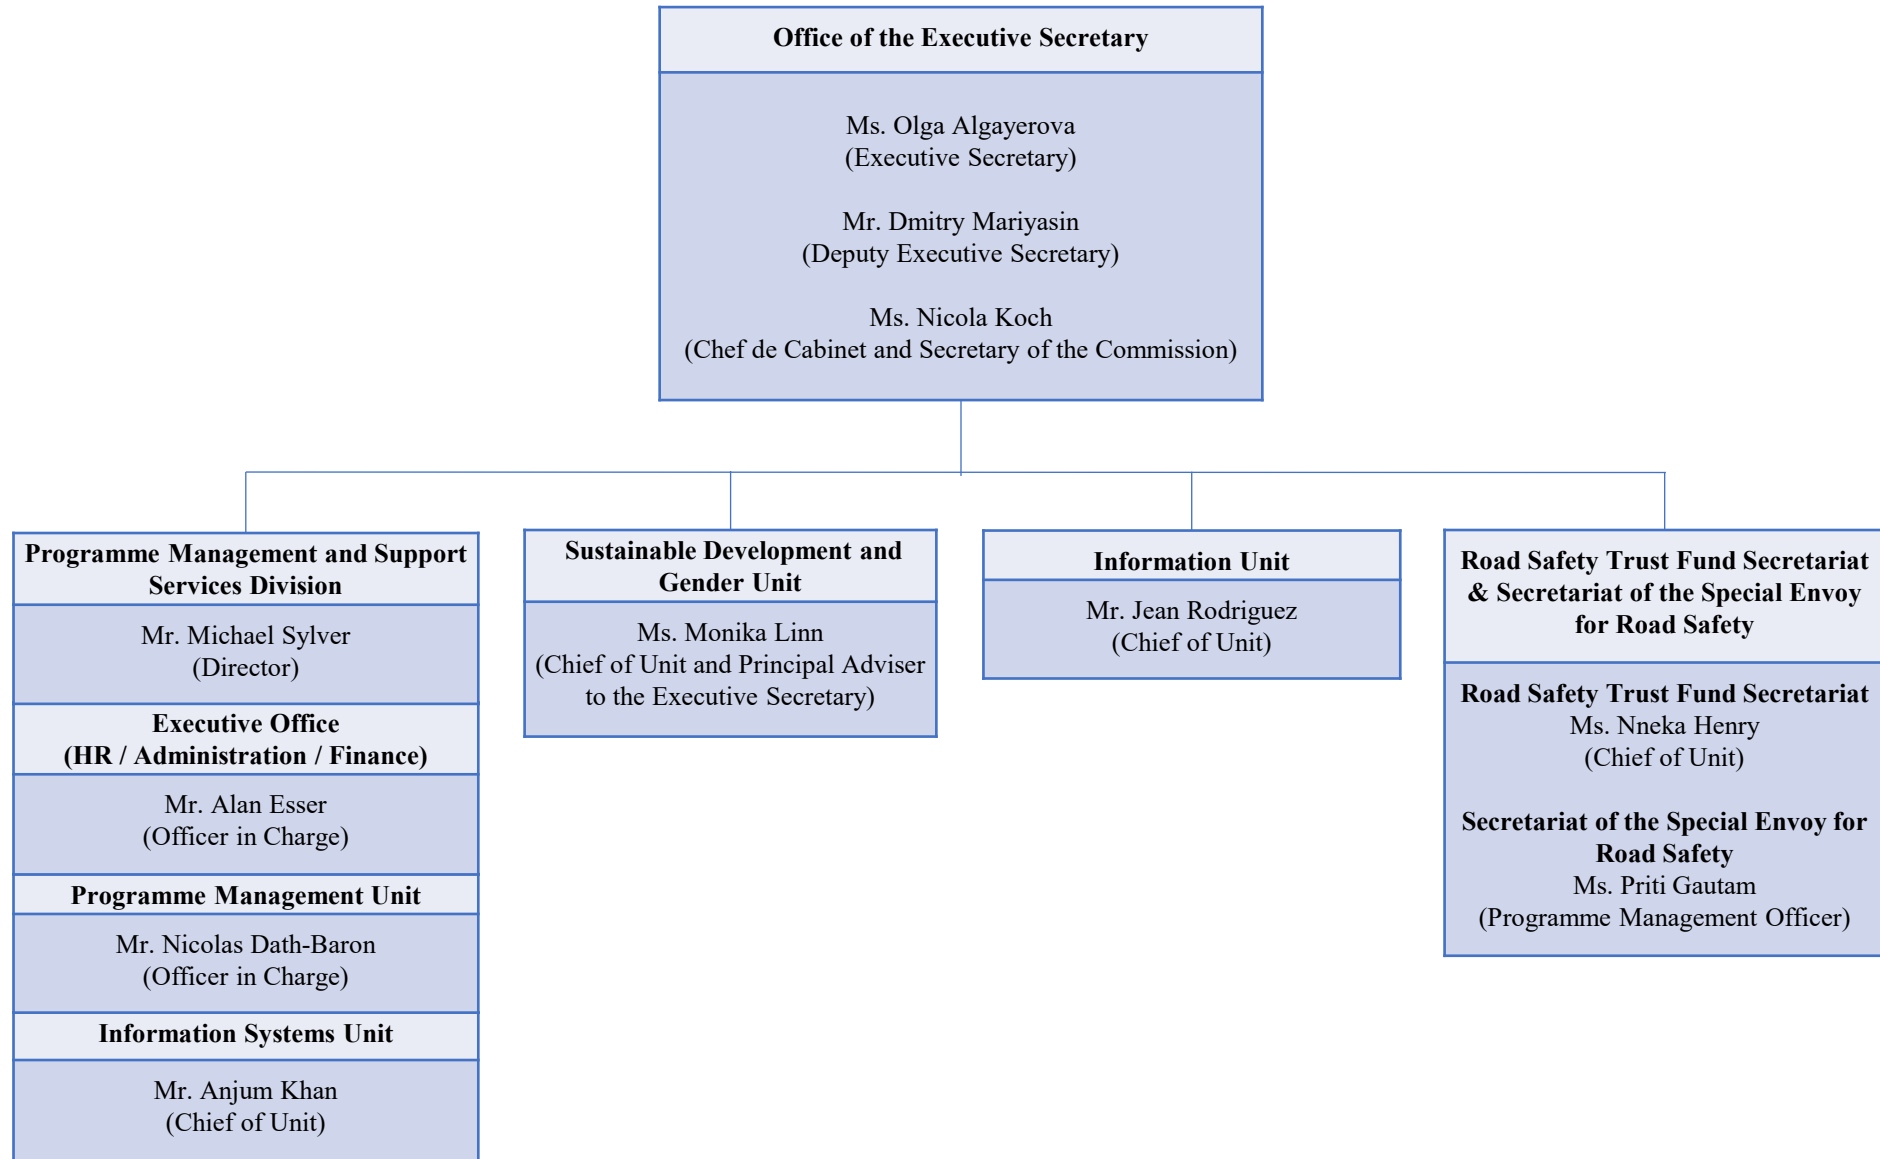 Office of the Executive Secretary
Ms. Olga Algayerova
(Executive Secretary)
Mr. Dmitry Mariyasin
(Deputy Executive Secretary)
Ms. Nicola Koch
(Chef de Cabinet and Secretary of the Commission)
Programme Management and Support
Services Division
Mr. Michael Sylver
(Director)
Executive Office
(HR / Administration / Finance)
Mr. Alan Esser
(Officer in Charge)
Programme Management Unit
Mr. Nicolas Dath-Baron
(Officer in Charge)
Information Systems Unit
Mr. Anjum Khan
(Chief of Unit)
Sustainable Development and
Gender Unit
Ms. Monika Linn
(Chief of Unit and Principal Adviser
to the Executive Secretary)
Information Unit
Mr. Jean Rodriguez
(Chief of Unit)
Road Safety Trust Fund Secretariat
& Secretariat of the Special Envoy
for Road Safety
Road Safety Trust Fund Secretariat
Ms. Nneka Henry
(Chief of Unit)
Secretariat of the Special Envoy for
Road Safety
Ms. Priti Gautam
(Programme Management Officer)